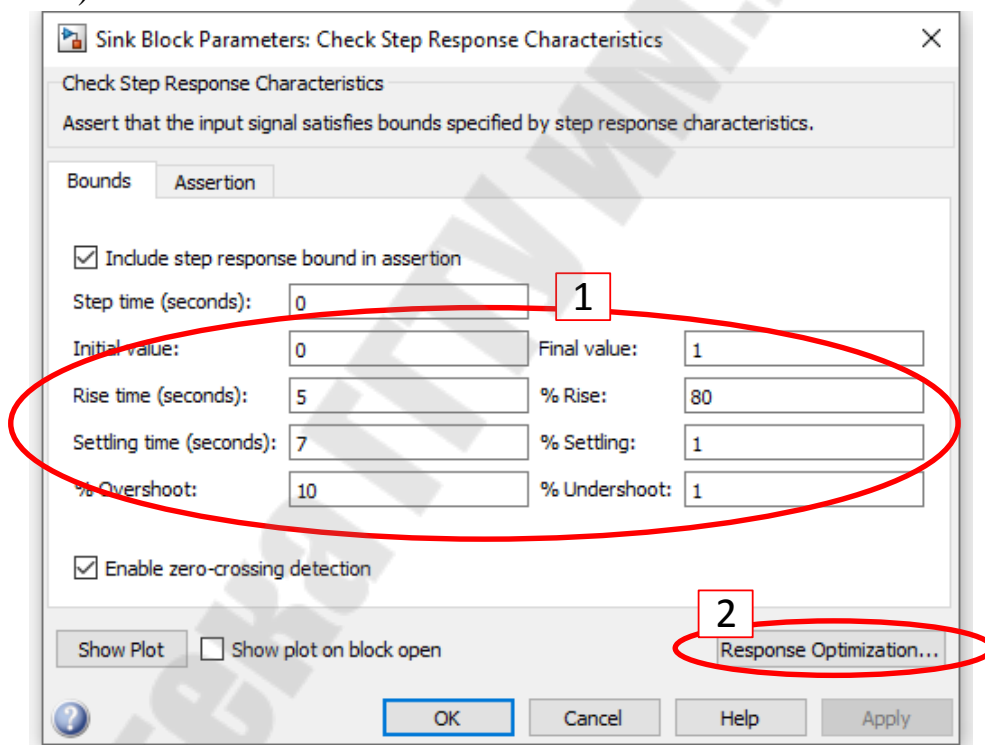 )
Sink Block Parameters: Check Step Response Characteristics
Check Step Response Characteristics
Assert that the input signal satisfies bounds specified by step response characteristics.
Bounds Assertion
Include step response bound in assertion
Step time (seconds): 0
1
Initial value: 0 Final value: 1
Rise time (seconds): 5 % Rise: 80
Settling time (seconds): 7 % Settling: 1
% Overshoot: 10 % Undershoot: 1
Enable zero-crossing detection
2
Show Plot Show plot on block open Response Optimization...
? OK Cancel Help Apply